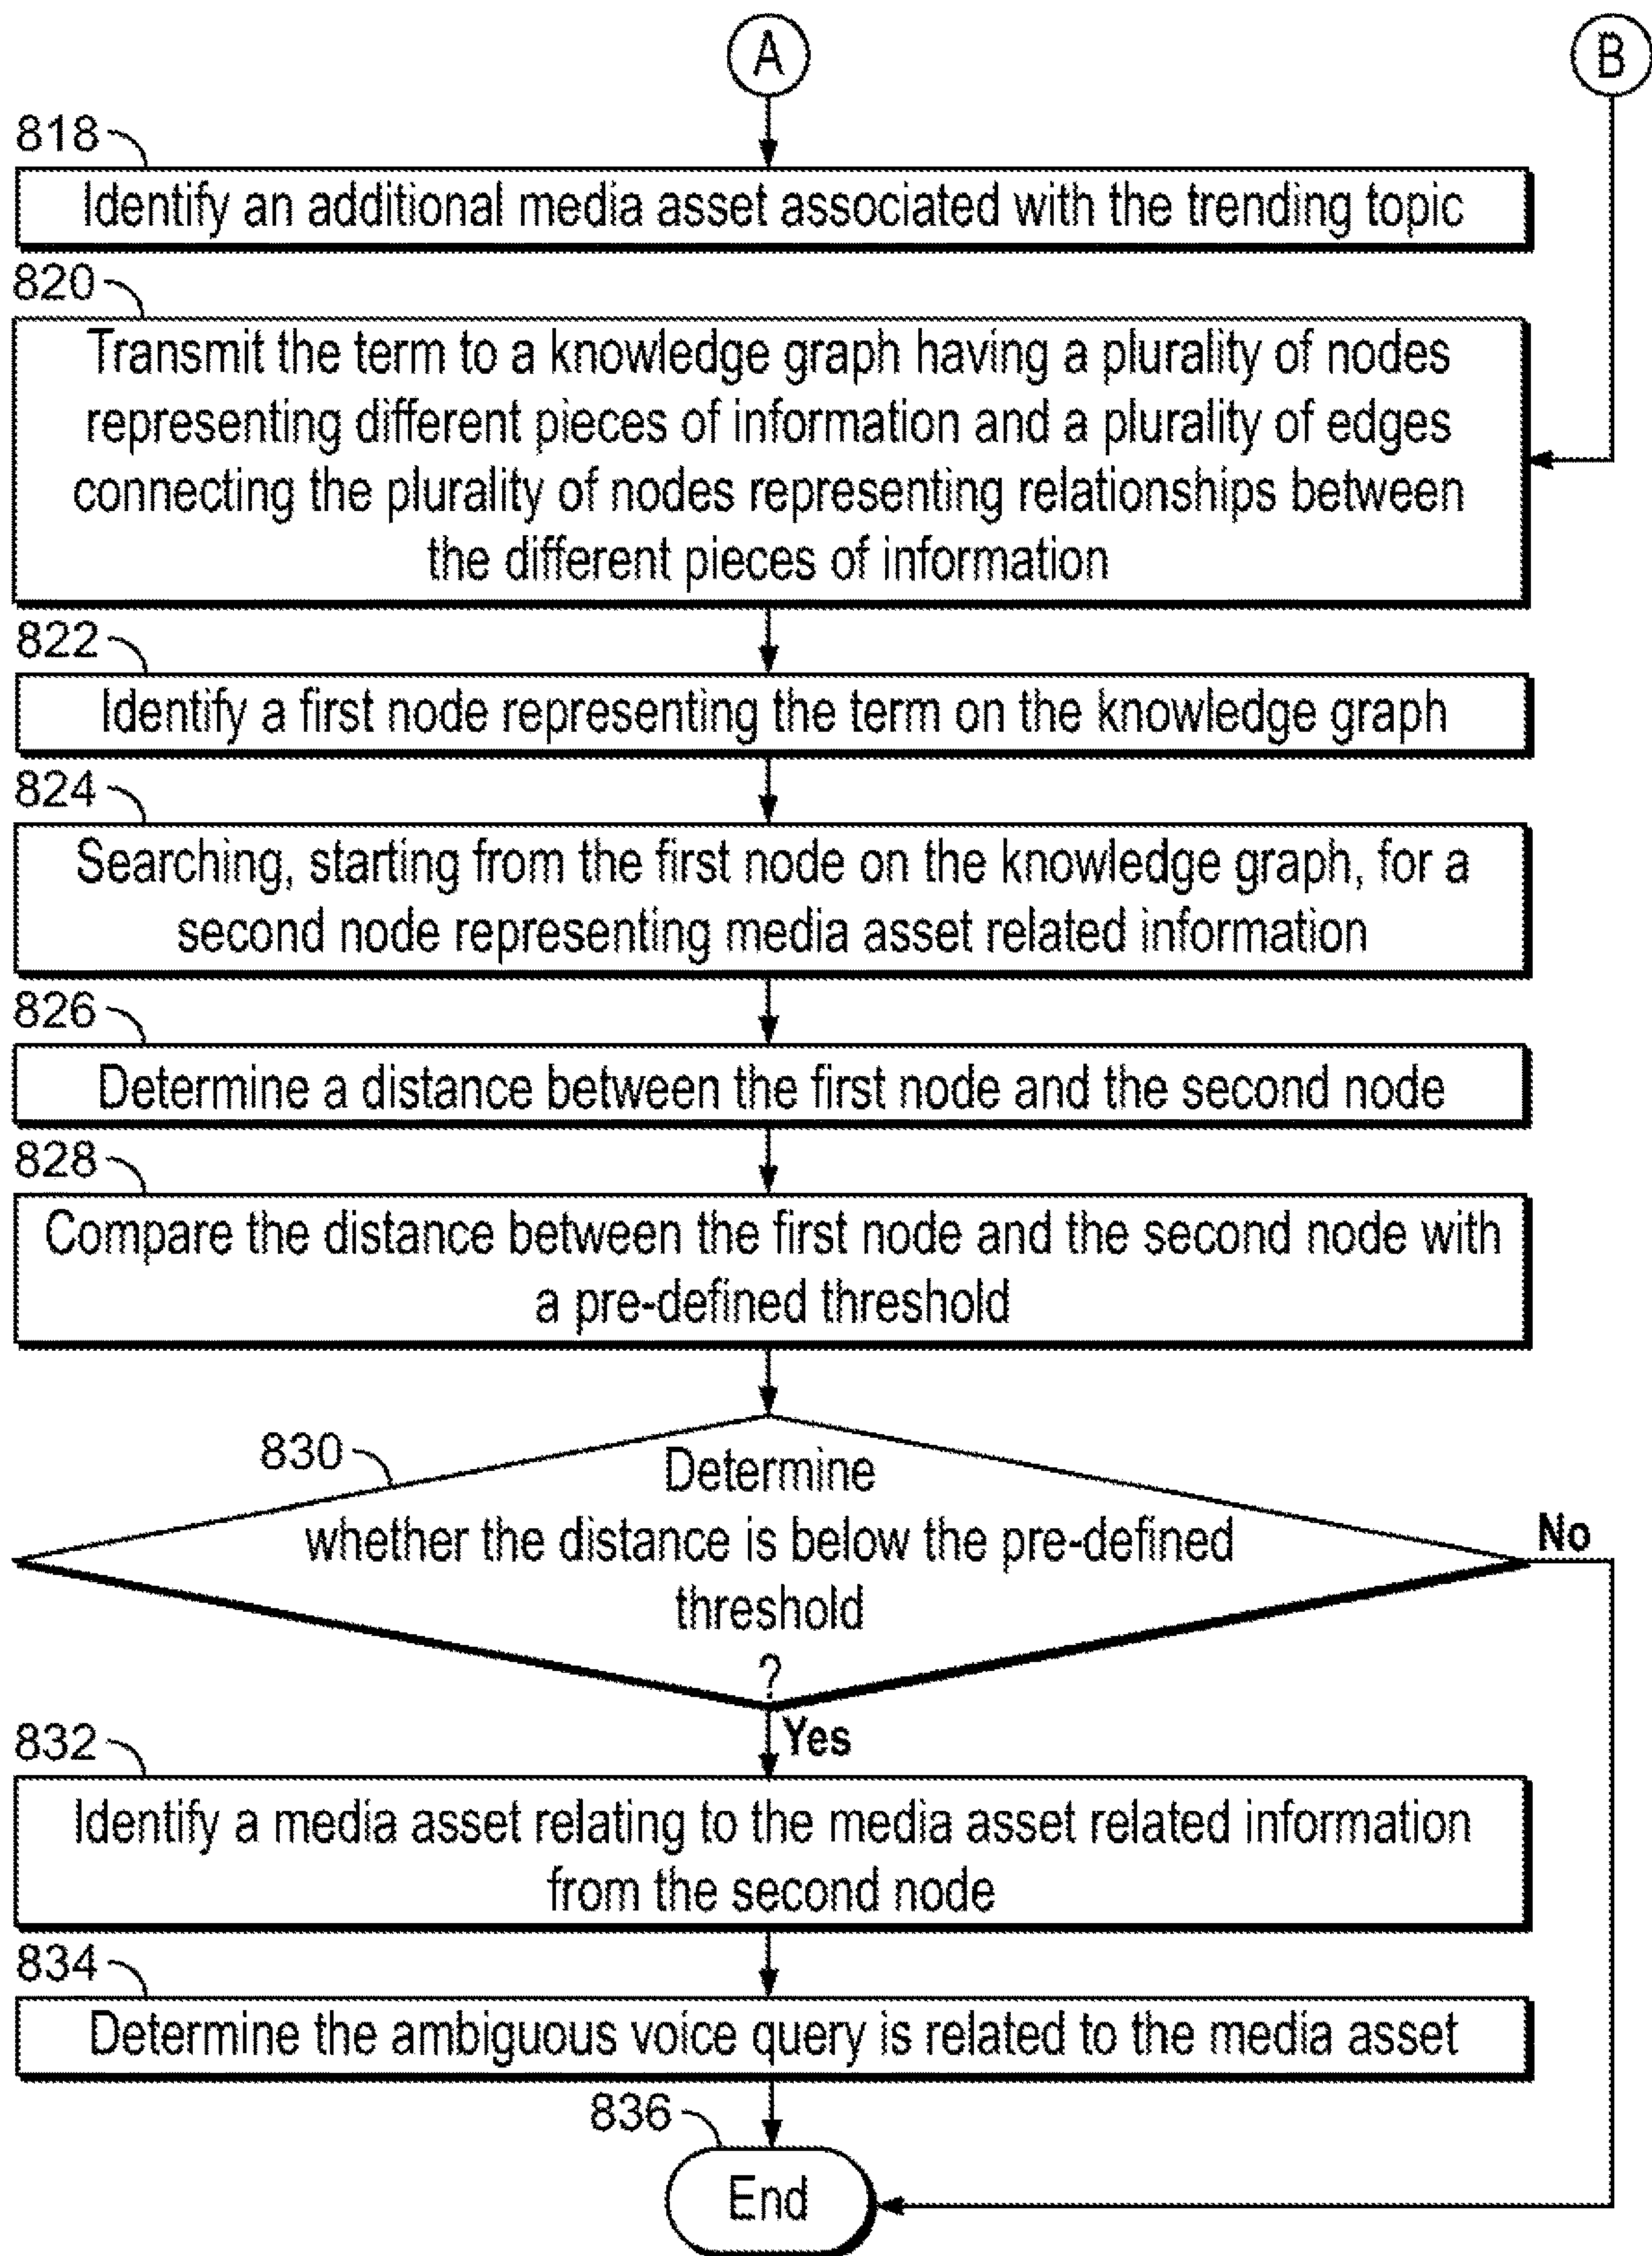 A
B
818
Identify an additional media asset associated with the trending topic
820
Transmit the term to a knowledge graph having a plurality of nodes
representing different pieces of information and a plurality of edges
connecting the plurality of nodes representing relationships between
the different pieces of information
822
Identify a first node representing the term on the knowledge graph
824
Searching, starting from the first node on the knowledge graph, for a
second node representing media asset related information
826
Determine a distance between the first node and the second node
828
Compare the distance between the first node and the second node with
a pre-defined threshold
830
Determine
whether the distance is below the pre-defined
threshold
?
No
Yes
832
Identify a media asset relating to the media asset related information
from the second node
834
Determine the ambiguous voice query is related to the media asset
836
End